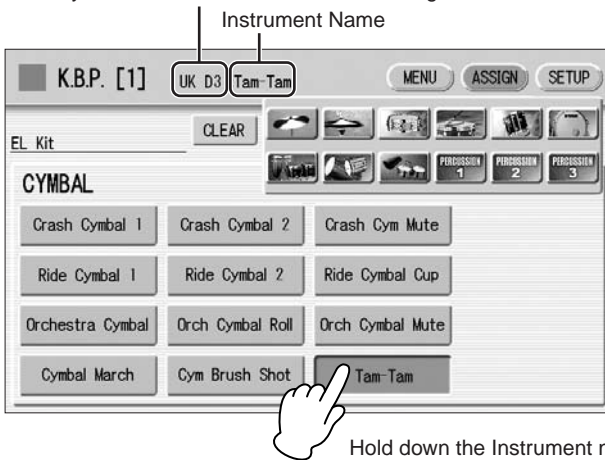 Instrument Name
K.B.P. [1] UK D3 Tam-Tam MENU ASSIGN SETUP
EL Kit CLEAR
PERCUSSION 1 PERCUSSION 2 PERCUSSION 3
CYMBAL
Crash Cymbal 1 Crash Cymbal 2 Crash Cym Mute
Ride Cymbal 1 Ride Cymbal 2 Ride Cymbal Cup
Orchestra Cymbal Orch Cymbal Roll Orch Cymbal Mute
Cymbal March Cym Brush Shot Tam-Tam
Hold down the Instrument